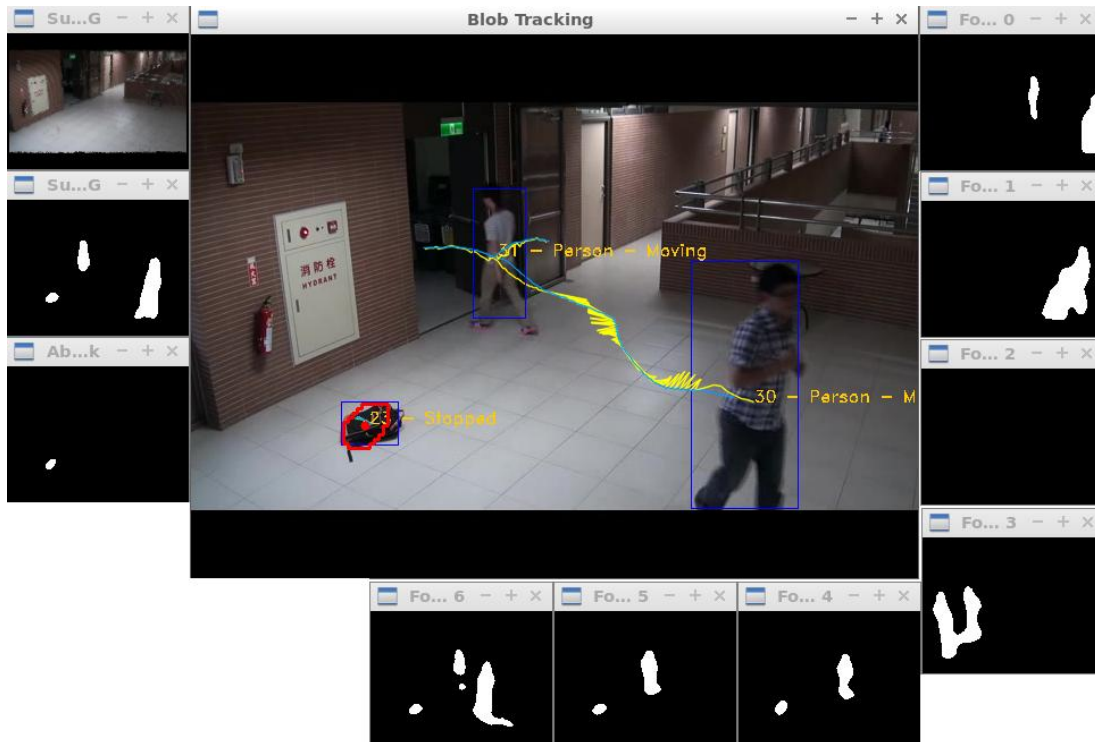 Su...G
Blob Tracking
Fo... 0
Su...G
Fo... 1
31 - Person - Moving
消防栓
HYDRANT
Ab...k
Fo... 2
30 - Person - M
23 - Stopped
Fo... 3
Fo... 6
Fo... 5
Fo... 4